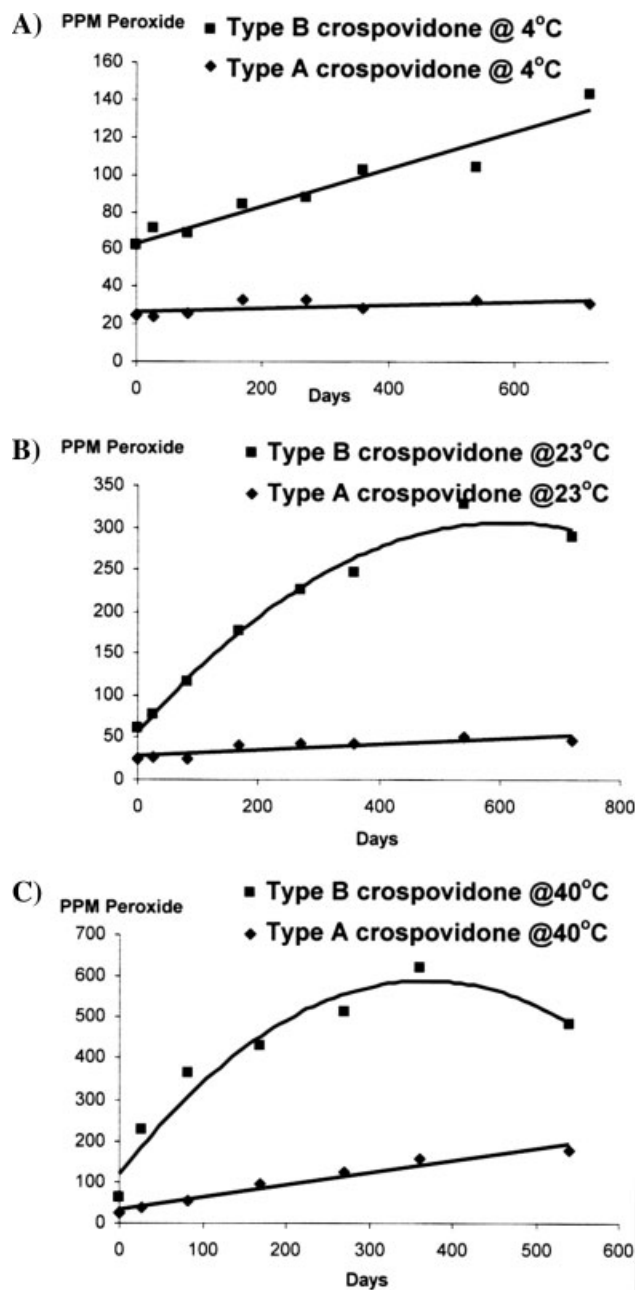 A)
PPM Peroxide
■ Type B crospovidone @ 4°C
◆ Type A crospovidone @ 4°C
160
140
120
100
80
60
40
20
0
0 200 400 600
Days
B)
PPM Peroxide
■ Type B crospovidone @23°C
◆ Type A crospovidone @23°C
350
300
250
200
150
100
50
0
0 200 400 600 800
Days
C)
PPM Peroxide
■ Type B crospovidone @40°C
◆ Type A crospovidone @40°C
700
600
500
400
300
200
100
0
0 100 200 300 400 500 600
Days